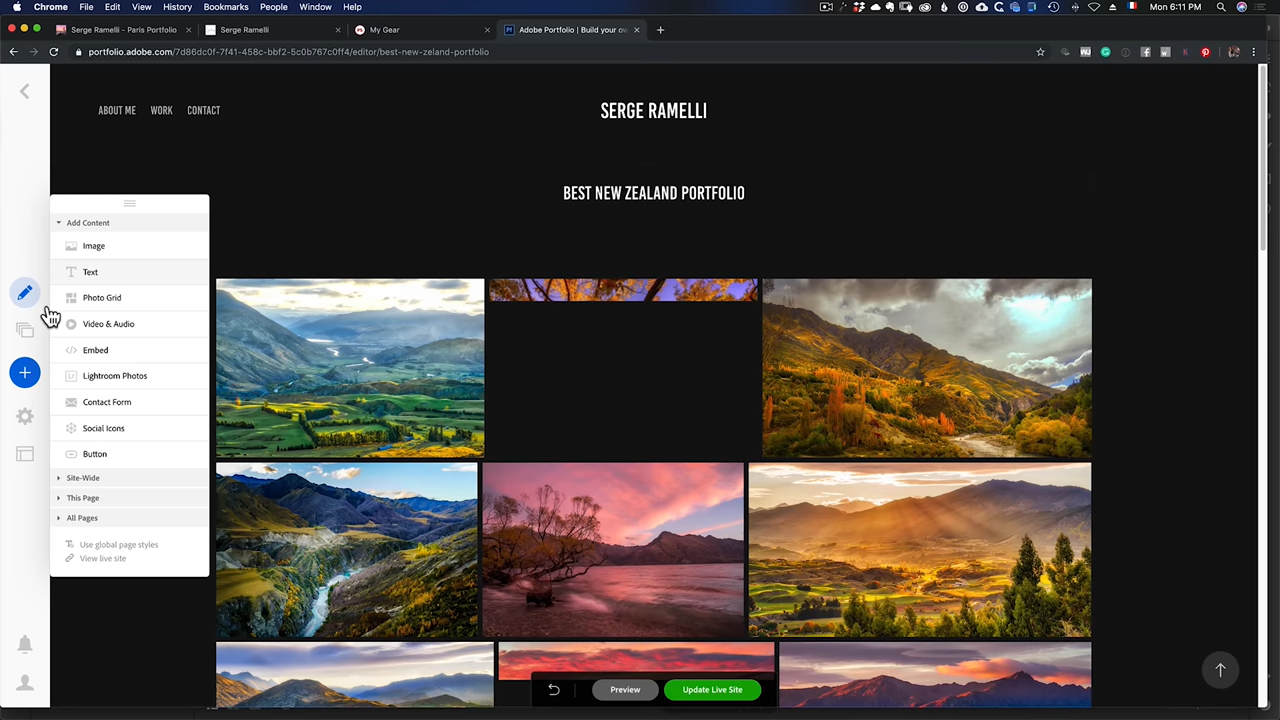 Chrome File Edit View History Bookmarks People Window Help
Mon 6:11 PM
Serge Ramelli - Paris Portfolio
Serge Ramelli
My Gear
Adobe Portfolio | Build your ow
portfolio.adobe.com/7d86dc0f-7f41-458c-bbf2-5c0b767c0ff4/editor/best-new-zeland-portfolio
ABOUT ME WORK CONTACT
SERGE RAMELLI
BEST NEW ZEALAND PORTFOLIO
Add Content
Image
Text
Photo Grid
Video & Audio
Embed
Lightroom Photos
Contact Form
Social Icons
Button
Site-Wide
This Page
All Pages
Use global page styles
View live site
Preview
Update Live Site